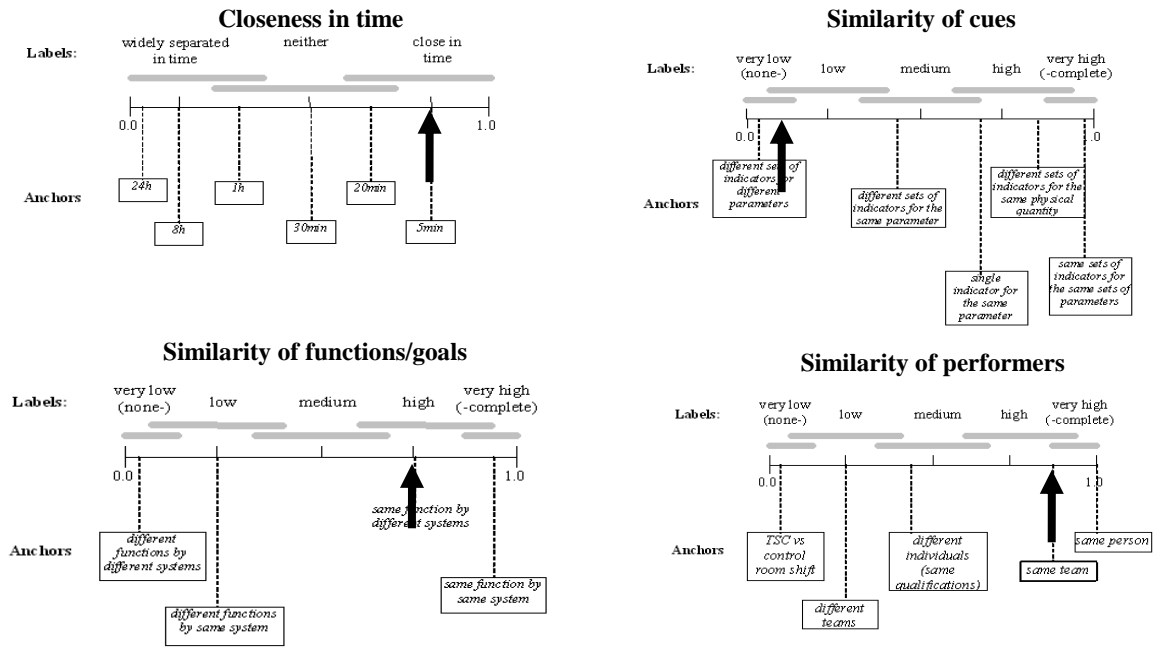 Closeness in time
Labels:
widely separated
in time
neither
close in
time
0.0
1.0
Anchors
24h
8h
1h
30min
20min
5min
Similarity of cues
Labels:
very low
(none-)
low
medium
high
very high
(-complete)
0.0
1.0
Anchors
different sets of
indicators for
different
parameters
different sets of
indicators for the
same parameter
single
indicator for
the same
parameter
different sets of
indicators for the
same physical
quantity
same sets of
indicators for
the same sets of
parameters
Similarity of functions/goals
Labels:
very low
(none-)
low
medium
high
very high
(-complete)
0.0
1.0
Anchors
different
functions by
different systems
different functions
by same system
same function by
different systems
same function by
same system
Similarity of performers
Labels:
very low
(none-)
low
medium
high
very high
(-complete)
0.0
1.0
Anchors
TSC vs
control
room shift
different
teams
different
individuals
(same
qualifications)
same team
same person